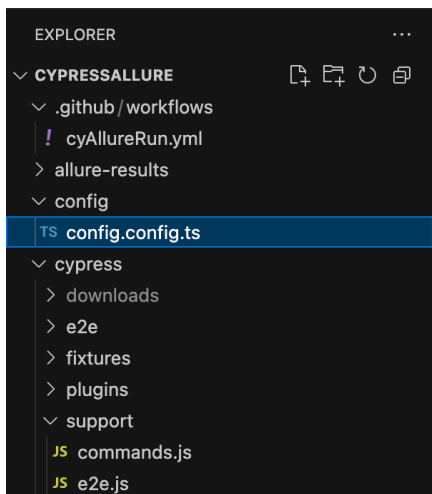 EXPLORER ...
CYPRESSALLURE
.github/workflows
! cyAllureRun.yml
allure-results
config
TS config.config.ts
cypress
downloads
e2e
fixtures
plugins
support
JS commands.js
JS e2e.js